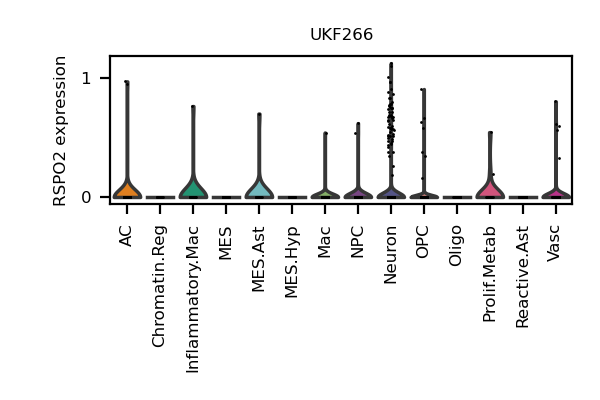 UKF266
RSPO2 expression
1
0
AC
Chromatin.Reg
Inflammatory.Mac
MES
MES.Ast
MES.Hyp
Mac
NPC
Neuron
OPC
Oligo
Prolif.Metab
Reactive.Ast
Vasc